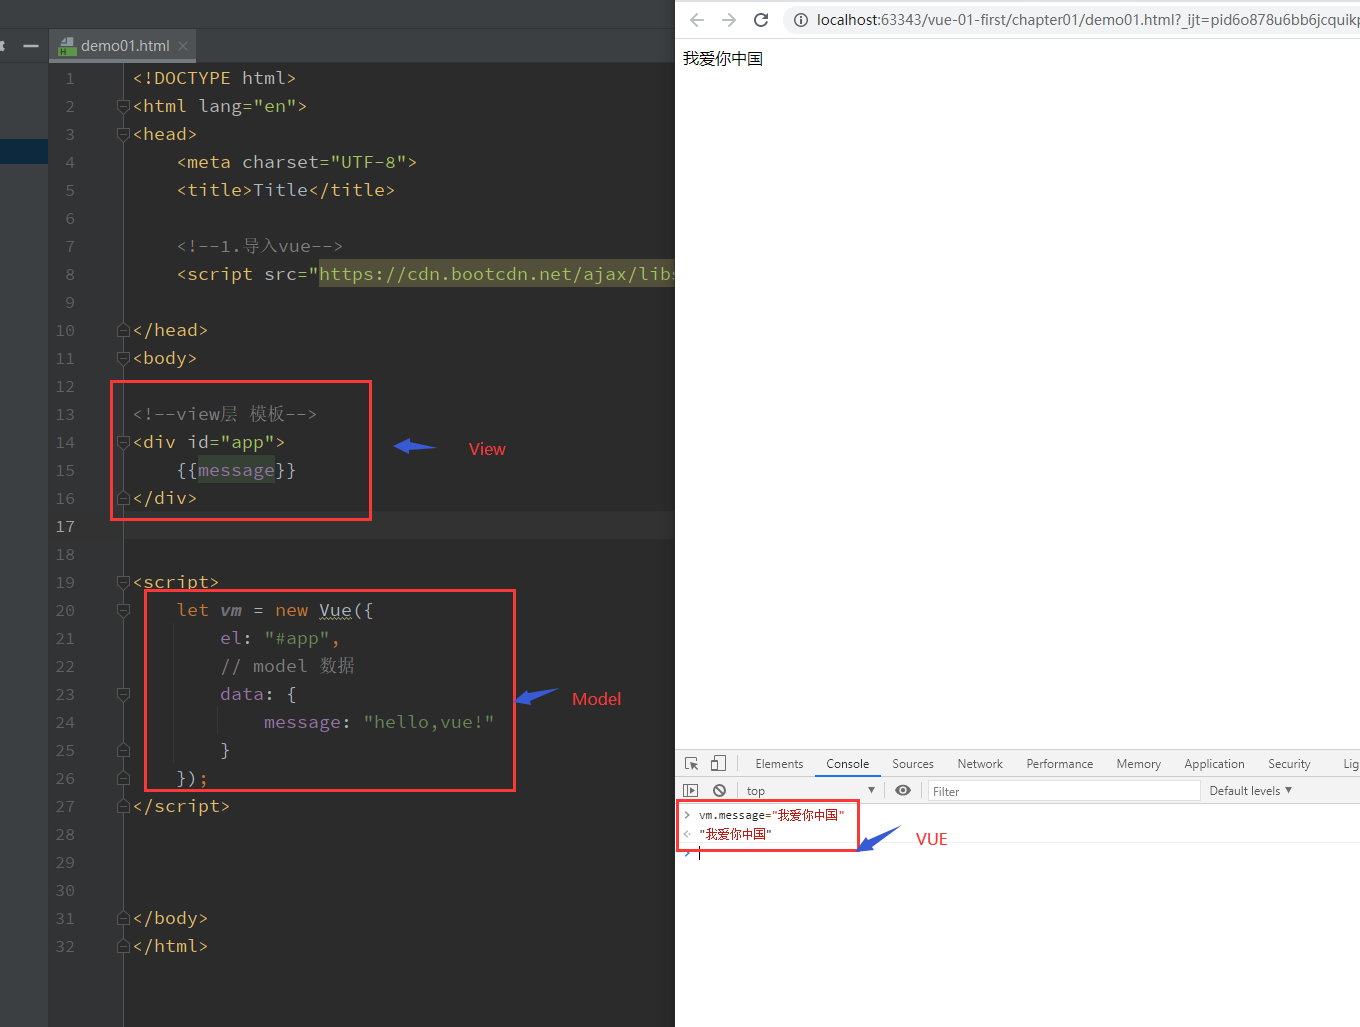 demo01.html
1 <!DOCTYPE html>
2 <html lang="en">
3 <head>
4 <meta charset="UTF-8">
5 <title>Title</title>
6
7 <!--1.导入vue-->
8 <script src="https://cdn.bootcdn.net/ajax/libs
9
10 </head>
11 <body>
12
13 <!--view层 模板-->
14 <div id="app">
15 {{message}}
16 </div>
View
17
18
19 <script>
20 let vm = new Vue({
21 el: "#app",
22 // model 数据
23 data: {
24 message: "hello,vue!"
25 }
26 });
Model
27 </script>
28
29
30
31 </body>
32 </html>
localhost:63343/vue-01-first/chapter01/demo01.html?_ijt=pid6o878u6bb6jcquikp
我爱你中国
Elements Console Sources Network Performance Memory Application Security Lig
top Filter Default levels ▼
> vm.message="我爱你中国"
"我爱你中国"
VUE